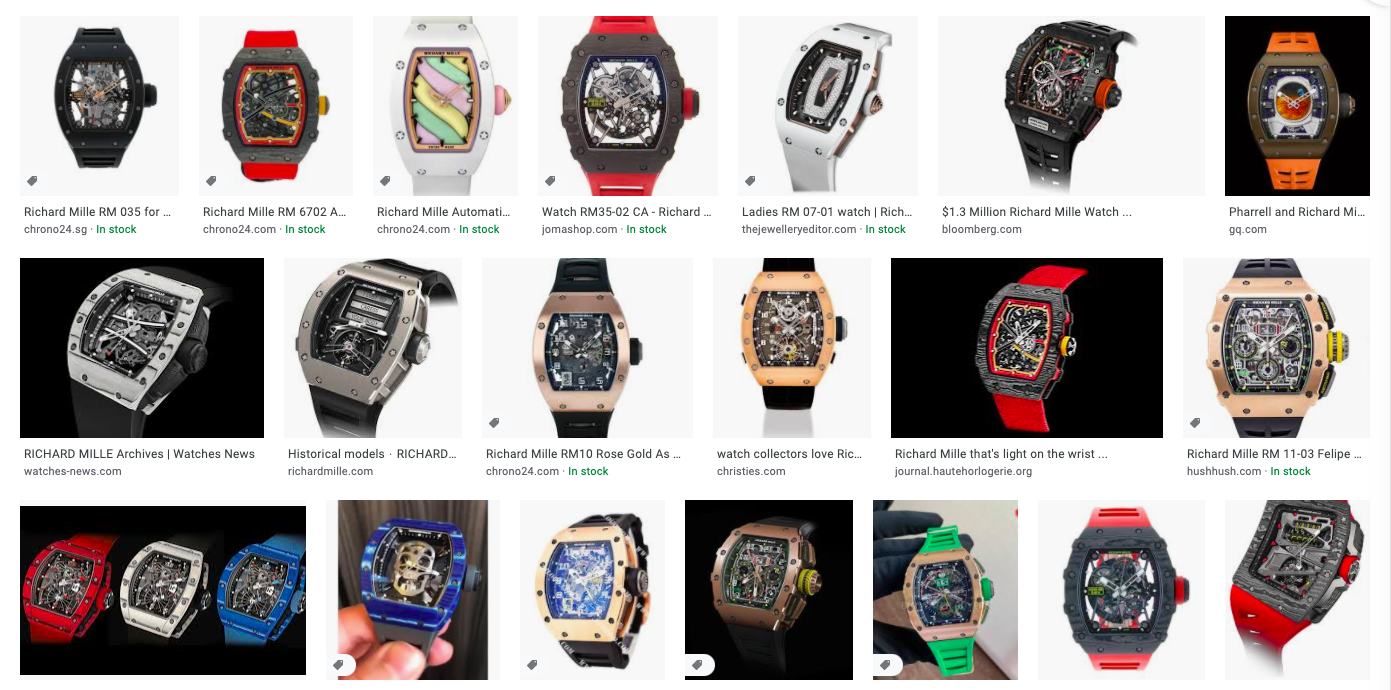 Richard Mille RM 035 for ...
chrono24.sg · In stock
Richard Mille RM 6702 A...
chrono24.com · In stock
Richard Mille Automati...
chrono24.com · In stock
Watch RM35-02 CA - Richard ...
jomashop.com · In stock
Ladies RM 07-01 watch | Rich...
thejewelleryeditor.com · In stock
$1.3 Million Richard Mille Watch ...
bloomberg.com
Pharrell and Richard Mi...
gq.com
RICHARD MILLE Archives | Watches News
watches-news.com
Historical models · RICHARD...
richardmille.com
Richard Mille RM10 Rose Gold As ...
chrono24.com · In stock
watch collectors love Ric...
christies.com
Richard Mille that's light on the wrist ...
journal.hautehorlogerie.org
Richard Mille RM 11-03 Felipe ...
hushhush.com · In stock